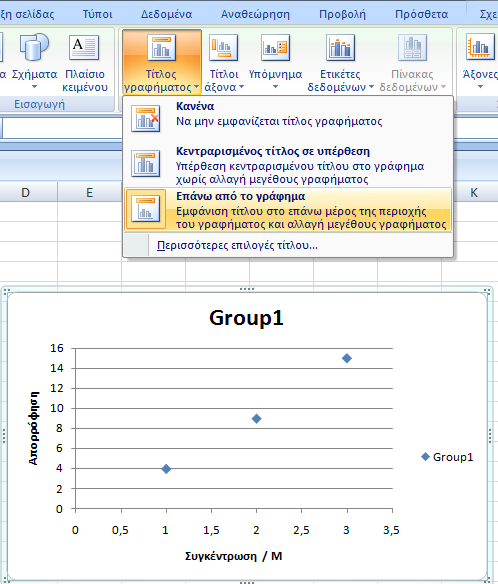 ξη σελίδας Τύποι Δεδομένα Αναθεώρηση Προβολή Πρόσθετα Σχε
Σχήματα Πλαίσιο κειμένου Τίτλος γραφήματος Τίτλοι άξονα Υπόμνημα Ετικέτες δεδομένων Πίνακας δεδομένων Άξονες
Εισαγωγή
Κανένα
Να μην εμφανίζεται τίτλος γραφήματος
Κεντραρισμένος τίτλος σε υπέρθεση
Υπέρθεση κεντραρισμένου τίτλου στο γράφημα
χωρίς αλλαγή μεγέθους γραφήματος
Επάνω από το γράφημα
Εμφάνιση τίτλου στο επάνω μέρος της περιοχής
του γραφήματος και αλλαγή μεγέθους γραφήματος
Περισσότερες επιλογές τίτλου...
D E K
Group1
Απορρόφηση
16
14
12
10
8
6
4
2
0
0 0,5 1 1,5 2 2,5 3 3,5
Συγκέντρωση / M
Group1